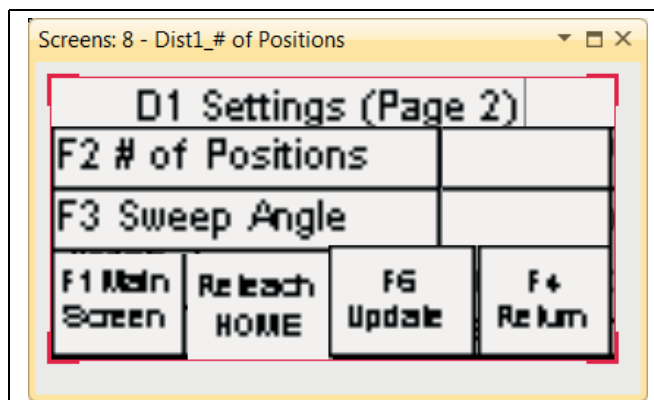 Screens: 8 - Dist1_# of Positions
D1 Settings (Page 2)
F2 # of Positions
F3 Sweep Angle
F1 Main Screen
Reteach HOME
F5 Update
F4 Return